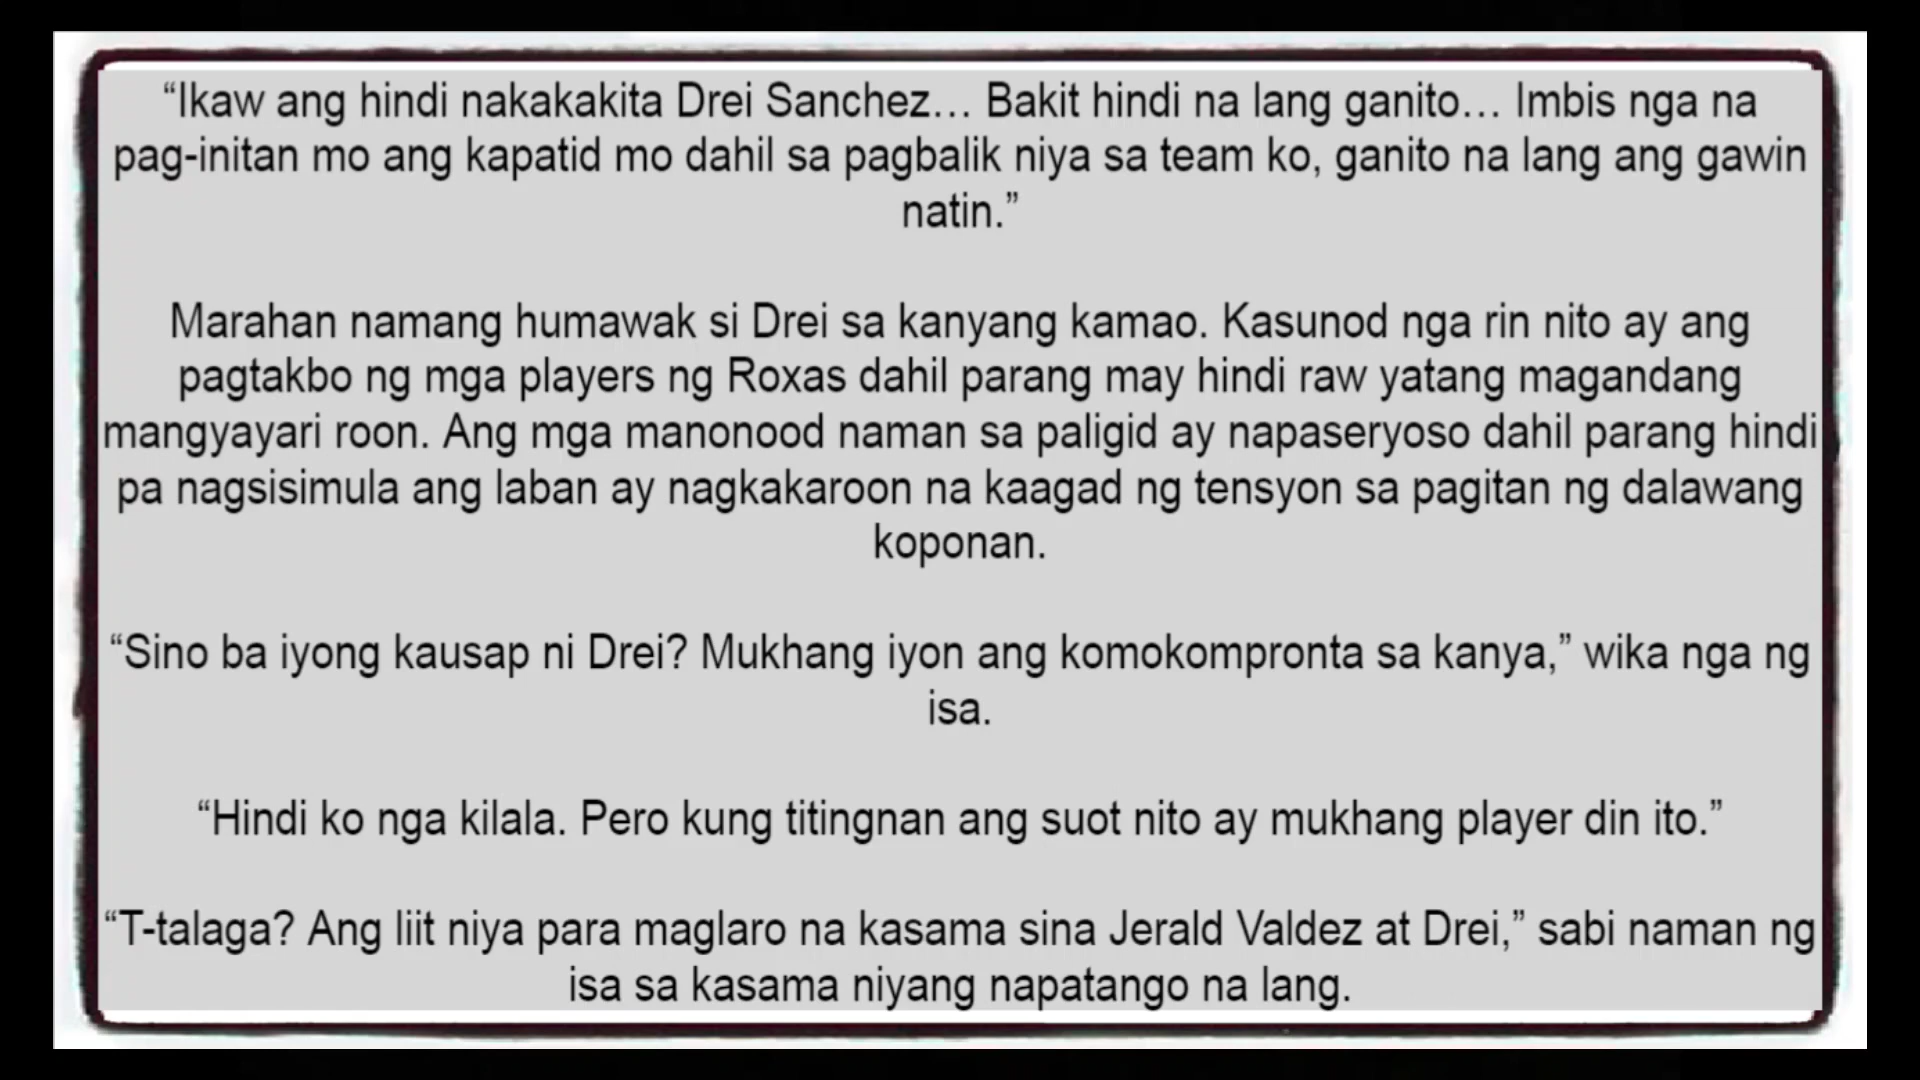 “Ikaw ang hindi nakakakita Drei Sanchez... Bakit hindi na lang ganito... Imbis nga na
pag-initan mo ang kapatid mo dahil sa pagbalik niya sa team ko, ganito na lang ang gawin
natin.”
Marahan namang humawak si Drei sa kanyang kamao. Kasunod nga rin nito ay ang
pagtakbo ng mga players ng Roxas dahil parang may hindi raw yatang magandang
mangyayari roon. Ang mga manonood naman sa paligid ay napaseryoso dahil parang hindi
pa nagsisimula ang laban ay nagkakaroon na kaagad ng tensyon sa pagitan ng dalawang
koponan.
“Sino ba iyong kausap ni Drei? Mukhang iyon ang komokompronta sa kanya,” wika nga ng
isa.
“Hindi ko nga kilala. Pero kung titingnan ang suot nito ay mukhang player din ito.”
“T-talaga? Ang liit niya para maglaro na kasama sina Jerald Valdez at Drei,” sabi naman ng
isa sa kasama niyang napatango na lang.